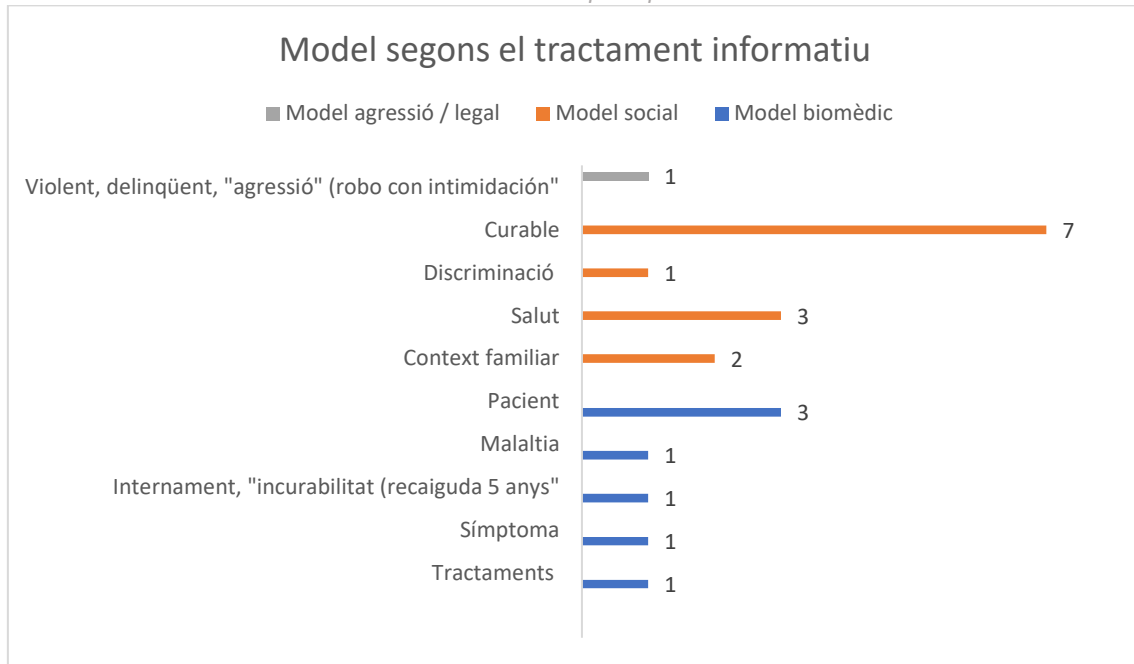 Model segons el tractament informatiu
Model agressió / legal Model social Model biomèdic
Violent, delinqüent, "agressió" (robo con intimidación" 1
Curable 7
Discriminació 1
Salut 3
Context familiar 2
Pacient 3
Malaltia 1
Internament, "incurabilitat (recaiguda 5 anys" 1
Símptoma 1
Tractaments 1